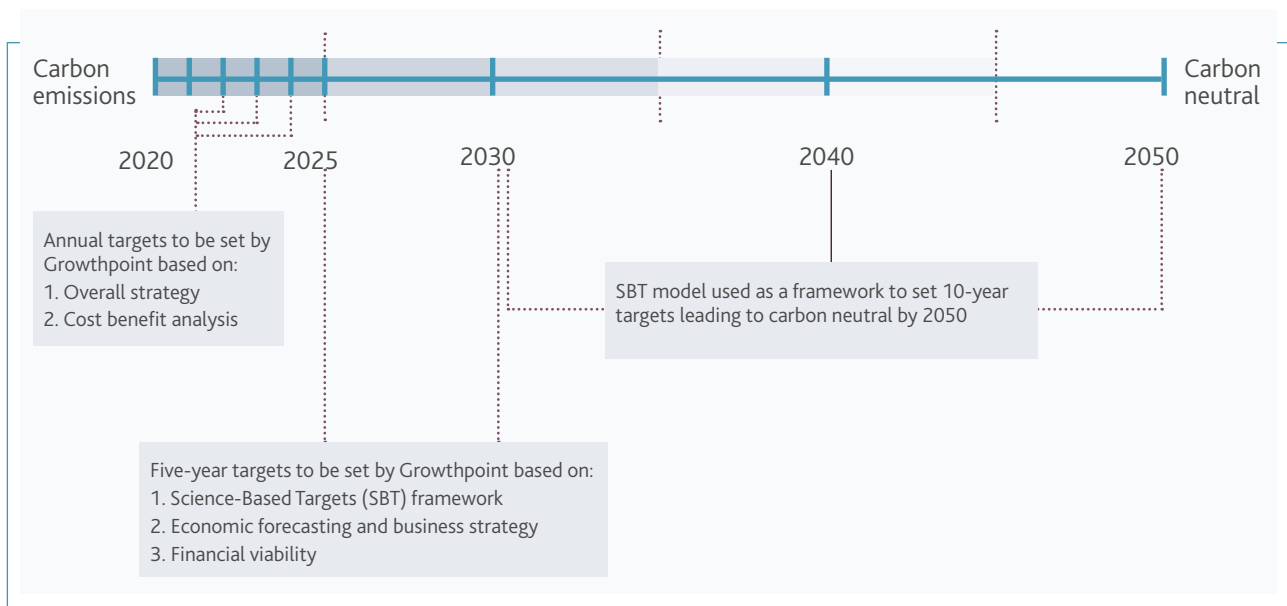 Carbon
emissions
Carbon
neutral
2020
2025
2030
2040
2050
Annual targets to be set by
Growthpoint based on:
1. Overall strategy
2. Cost benefit analysis
SBT model used as a framework to set 10-year
targets leading to carbon neutral by 2050
Five-year targets to be set by Growthpoint based on:
1. Science-Based Targets (SBT) framework
2. Economic forecasting and business strategy
3. Financial viability